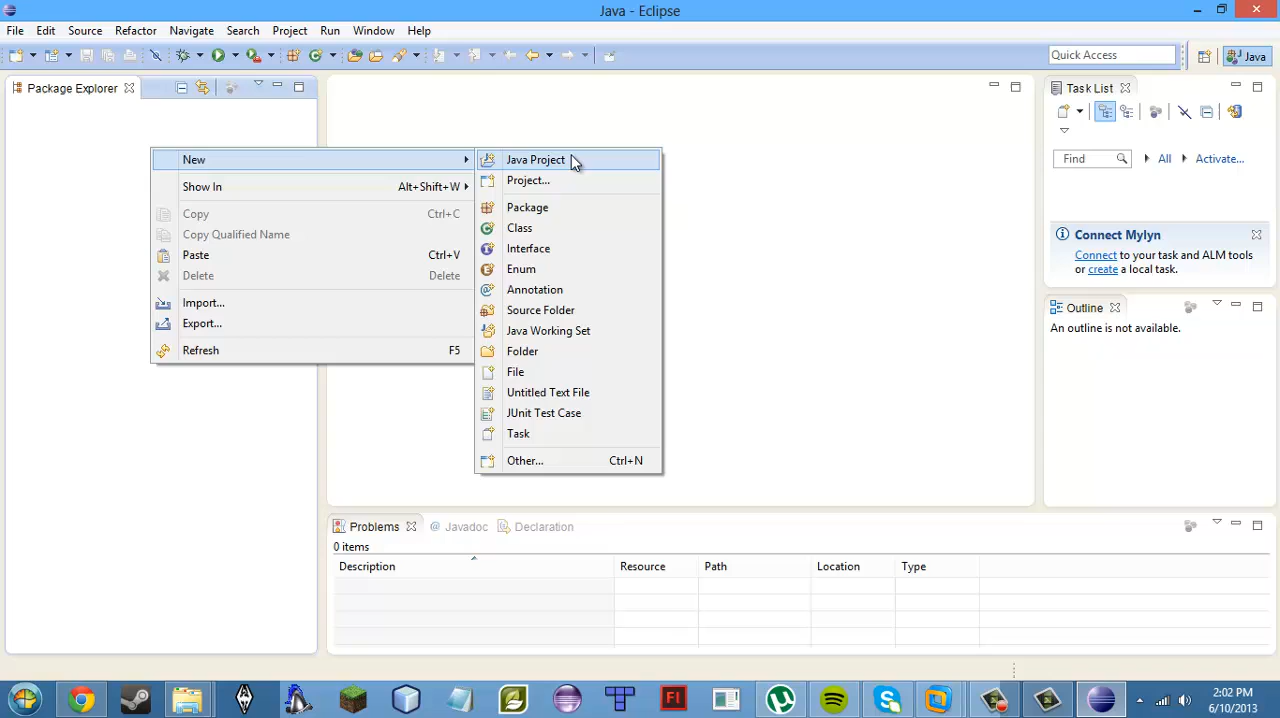 Java - Eclipse
File Edit Source Refactor Navigate Search Project Run Window Help
Quick Access
Java
Package Explorer
Task List
New
Show In Alt+Shift+W
Copy Ctrl+C
Copy Qualified Name
Paste Ctrl+V
Delete Delete
Import...
Export...
Refresh F5
Java Project
Project...
Package
Class
Interface
Enum
Annotation
Source Folder
Java Working Set
Folder
File
Untitled Text File
JUnit Test Case
Task
Other... Ctrl+N
Find All Activate...
Connect Mylyn
Connect to your task and ALM tools
or create a local task.
Outline
An outline is not available.
Problems Javadoc Declaration
0 items
Description Resource Path Location Type
2:02 PM
6/10/2013